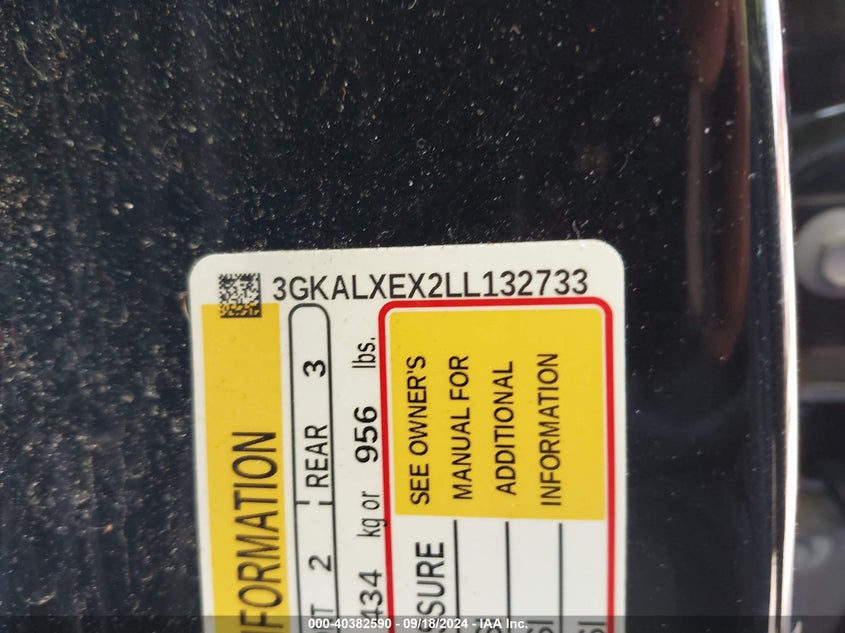 3GKALXEX2LL132733
INFORMATION
2 REAR 3
434 kg or 956 lbs.
SEE OWNER'S
MANUAL FOR
ADDITIONAL
INFORMATION
000-40382590 - 09/18/2024 - IAA Inc.